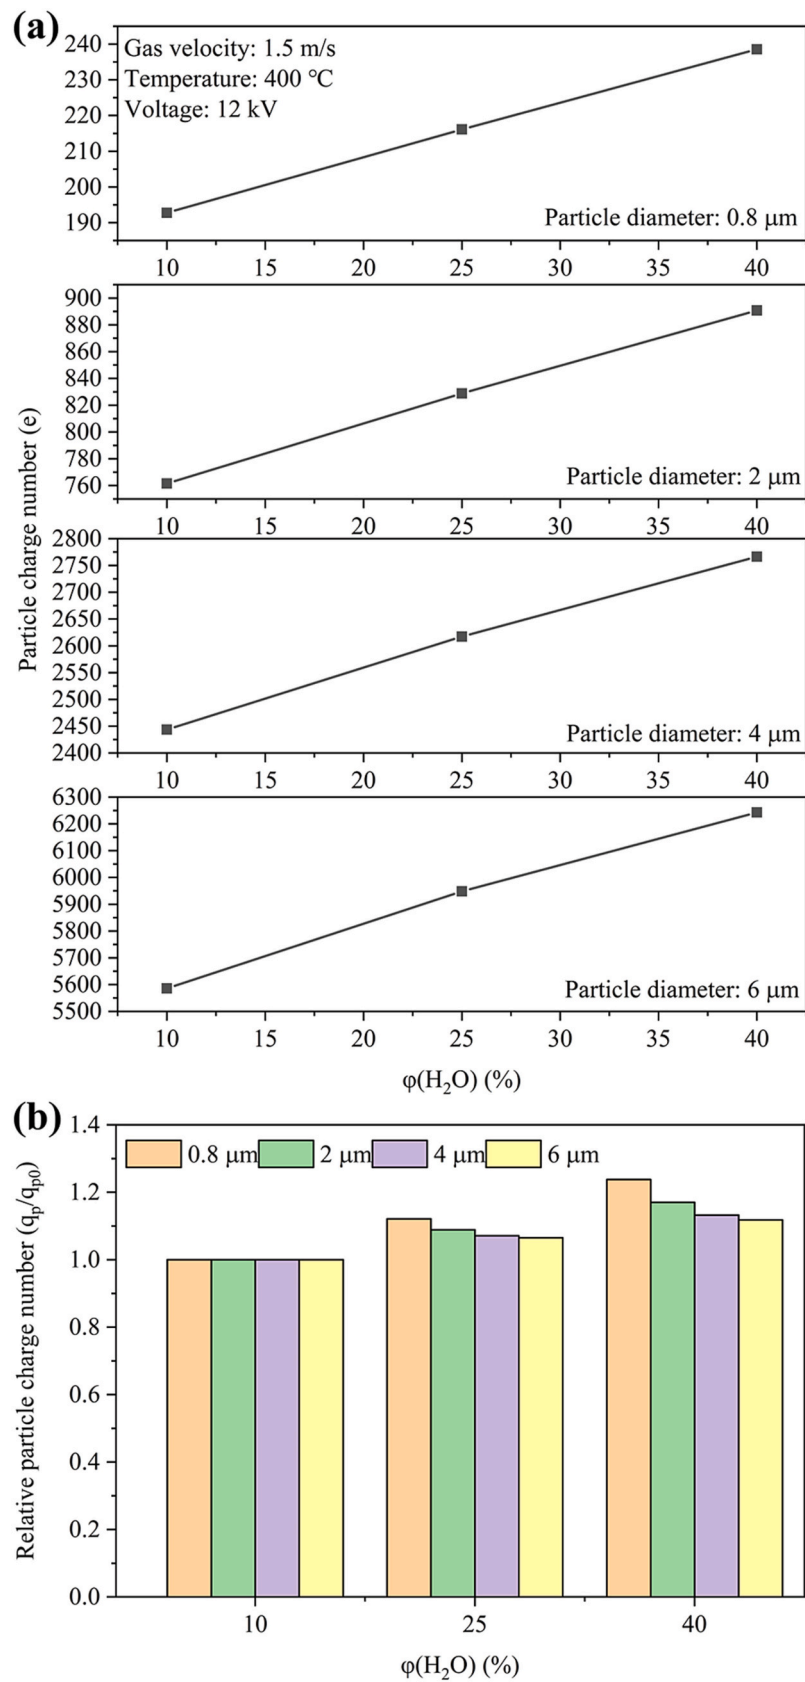 (a)
Gas velocity: 1.5 m/s
Temperature: 400 ℃
Voltage: 12 kV
240
230
220
210
200
190
Particle diameter: 0.8 μm
10 15 20 25 30 35 40
900
880
860
840
820
800
780
760
Particle diameter: 2 μm
10 15 20 25 30 35 40
Particle charge number (e)
2800
2750
2700
2650
2600
2550
2500
2450
2400
Particle diameter: 4 μm
10 15 20 25 30 35 40
6300
6200
6100
6000
5900
5800
5700
5600
5500
Particle diameter: 6 μm
10 15 20 25 30 35 40
φ(H₂O) (%)
(b)
1.4
1.2
1.0
0.8
0.6
0.4
0.2
0.0
0.8 μm 2 μm 4 μm 6 μm
Relative particle charge number (qₚ/qₚ₀)
10 25 40
φ(H₂O) (%)